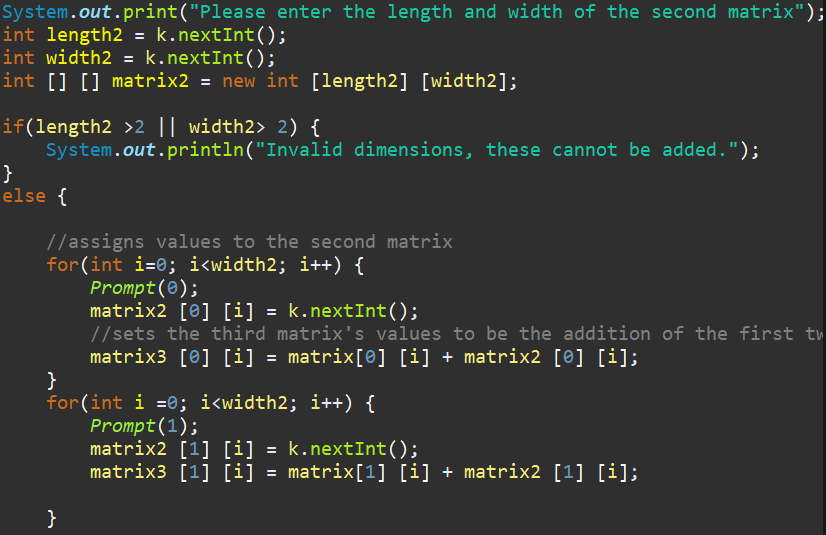 System.out.print("Please enter the length and width of the second matrix");
int length2 = k.nextInt();
int width2 = k.nextInt();
int [] [] matrix2 = new int [length2] [width2];
if(length2 >2 || width2> 2) {
System.out.println("Invalid dimensions, these cannot be added.");
}
else {
//assigns values to the second matrix
for(int i=0; i<width2; i++) {
Prompt(0);
matrix2 [0] [i] = k.nextInt();
//sets the third matrix's values to be the addition of the first
matrix3 [0] [i] = matrix[0] [i] + matrix2 [0] [i];
}
for(int i =0; i<width2; i++) {
Prompt(1);
matrix2 [1] [i] = k.nextInt();
matrix3 [1] [i] = matrix[1] [i] + matrix2 [1] [i];
}